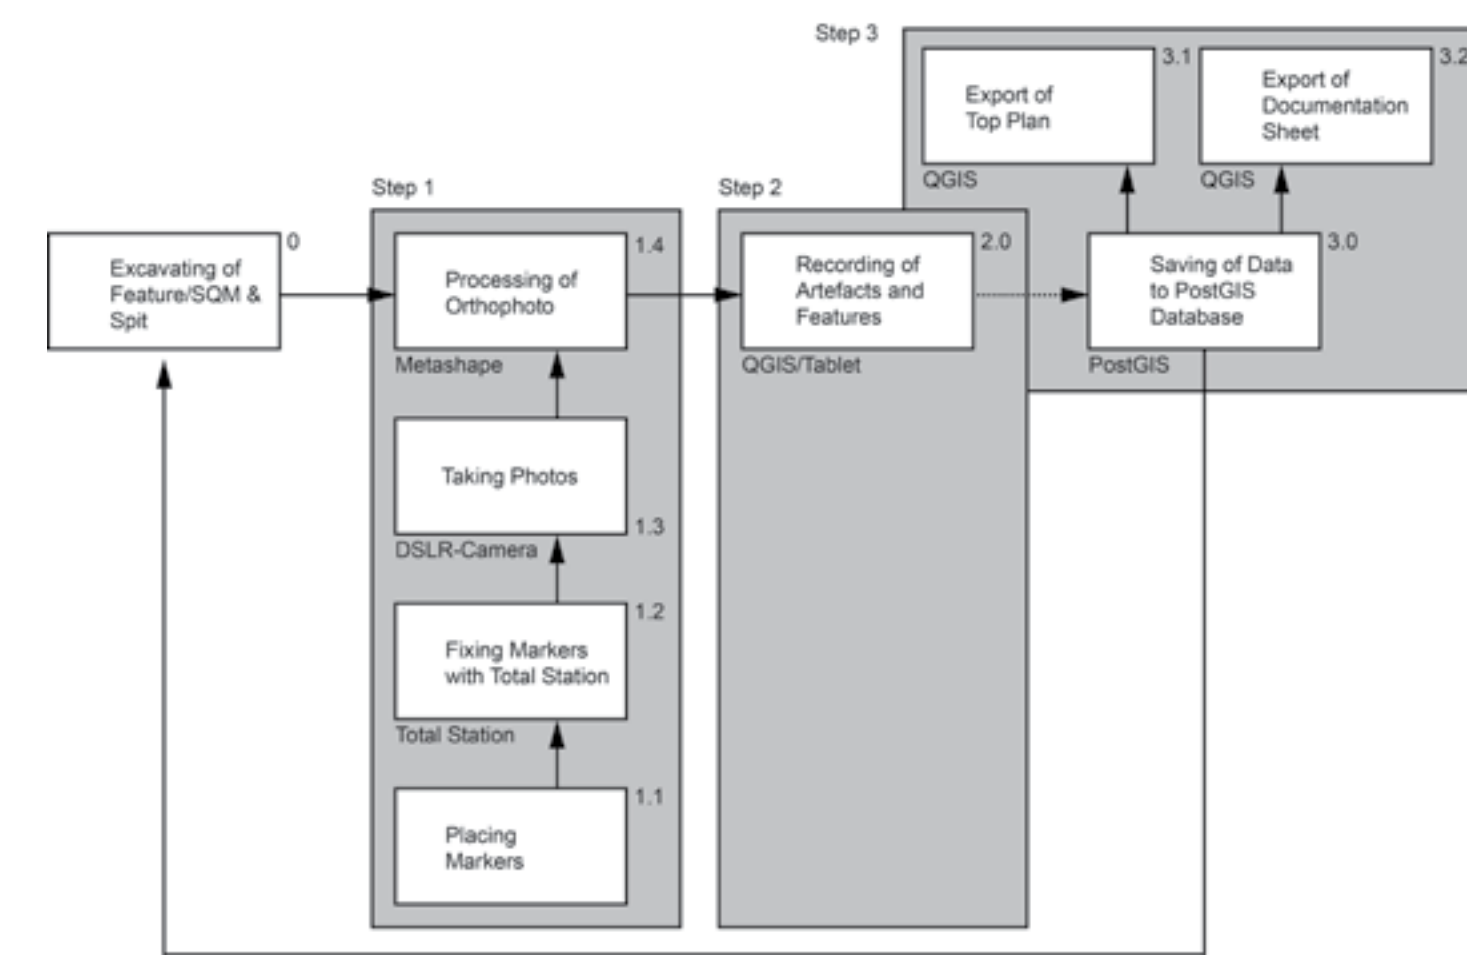 Step 3
3.1
3.2
Export of
Top Plan
Export of
Documentation
Sheet
QGIS
QGIS
Step 1
Step 2
0
Excavating of
Feature/SQM &
Spit
1.4
Processing of
Orthophoto
Metashape
2.0
Recording of
Artefacts and
Features
QGIS/Tablet
3.0
Saving of Data
to PostGIS
Database
PostGIS
Taking Photos
1.3
DSLR-Camera
1.2
Fixing Markers
with Total Station
Total Station
1.1
Placing
Markers